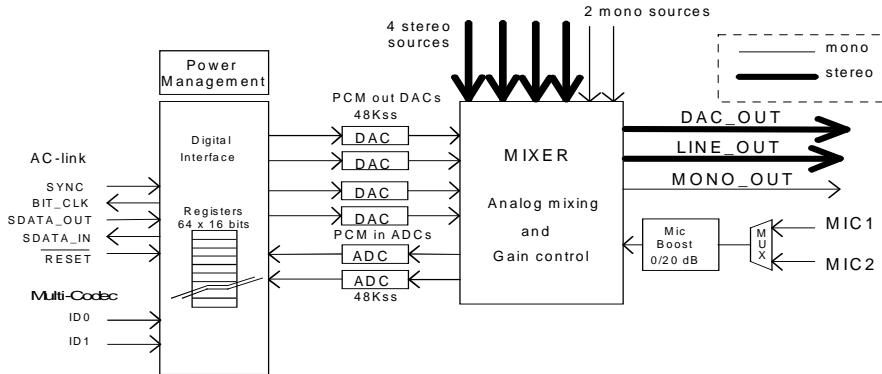 4 stereo
sources
2 mono sources
mono
stereo
Power
Management
PCM out DACs
48Kss
DAC
DAC
DAC
DAC
PCM in ADCs
ADC
ADC
48Kss
AC-link
SYNC
BIT_CLK
SDATA_OUT
SDATA_IN
RESET
Multi-Codec
ID0
ID1
Digital
Interface
Registers
64 x 16 bits
MIXER
Analog mixing
and
Gain control
DAC_OUT
LINE_OUT
MONO_OUT
Mic
Boost
0/20 dB
MUX
MIC1
MIC2